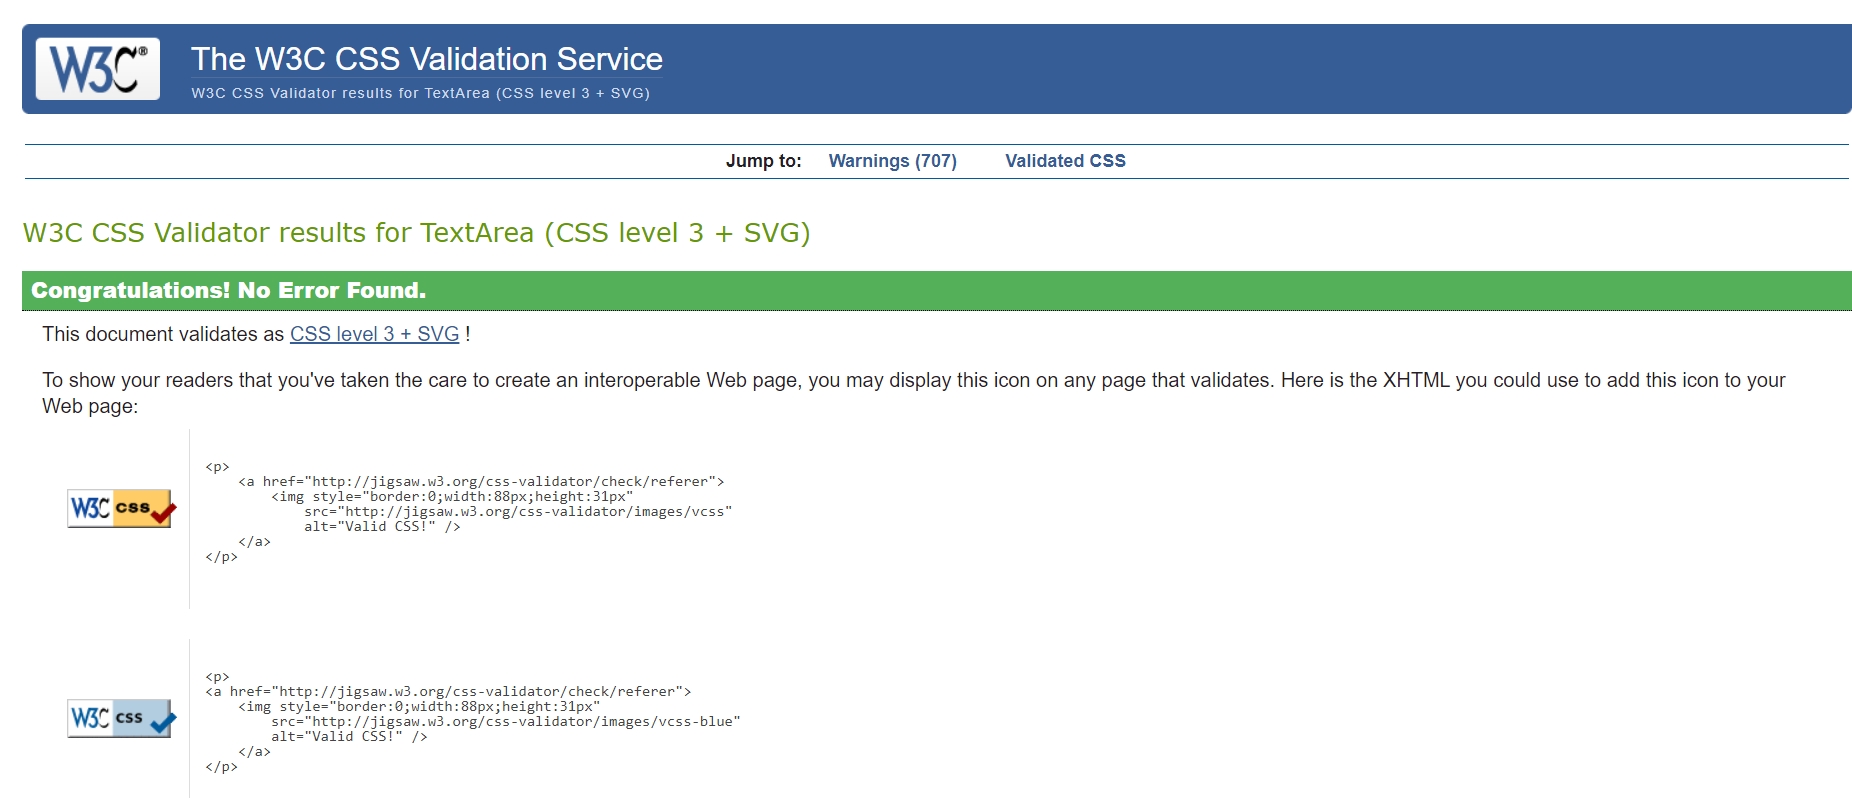 W3C®
The W3C CSS Validation Service
W3C CSS Validator results for TextArea (CSS level 3 + SVG)
Jump to: Warnings (707) Validated CSS
W3C CSS Validator results for TextArea (CSS level 3 + SVG)
Congratulations! No Error Found.
This document validates as CSS level 3 + SVG !
To show your readers that you've taken the care to create an interoperable Web page, you may display this icon on any page that validates. Here is the XHTML you could use to add this icon to your
Web page:
W3C css
<p>
    <a href="http://jigsaw.w3.org/css-validator/check/referer">
        <img style="border:0;width:88px;height:31px"
            src="http://jigsaw.w3.org/css-validator/images/vcss"
            alt="Valid CSS!" />
    </a>
</p>
W3C css
<p>
<a href="http://jigsaw.w3.org/css-validator/check/referer">
    <img style="border:0;width:88px;height:31px"
        src="http://jigsaw.w3.org/css-validator/images/vcss-blue"
        alt="Valid CSS!" />
    </a>
</p>